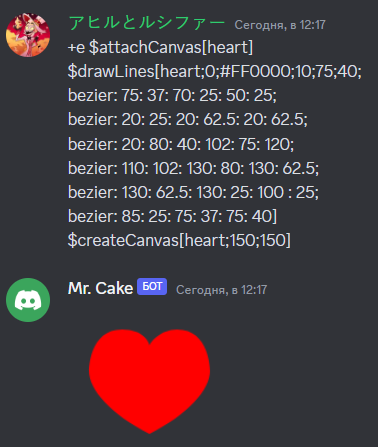 アヒルとルシファー Сегодня, в 12:17
+e $attachCanvas[heart]
$drawLines[heart;0;#FF0000;10;75;40;
bezier: 75: 37: 70: 25: 50: 25;
bezier: 20: 25: 20: 62.5: 20: 62.5;
bezier: 20: 80: 40: 102: 75: 120;
bezier: 110: 102: 130: 80: 130: 62.5;
bezier: 130: 62.5: 130: 25: 100 : 25;
bezier: 85: 25: 75: 37: 75: 40]
$createCanvas[heart;150;150]
Mr. Cake БОТ Сегодня, в 12:17